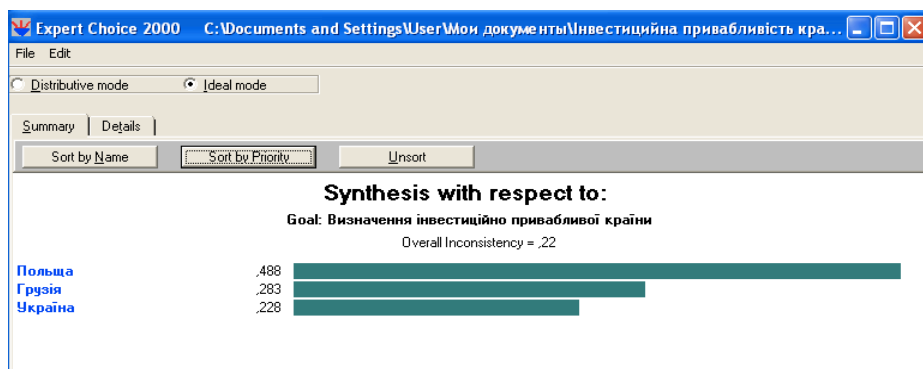 Expert Choice 2000 C:\Documents and Settings\User\Мои документы\Інвестиційна привабливість кра...
File Edit
Distributive mode Ideal mode
Summary Details
Sort by Name Sort by Priority Unsort
Synthesis with respect to:
Goal: Визначення інвестиційно привабливої країни
Overall Inconsistency = ,22
Польща ,488
Грузія ,283
Україна ,228